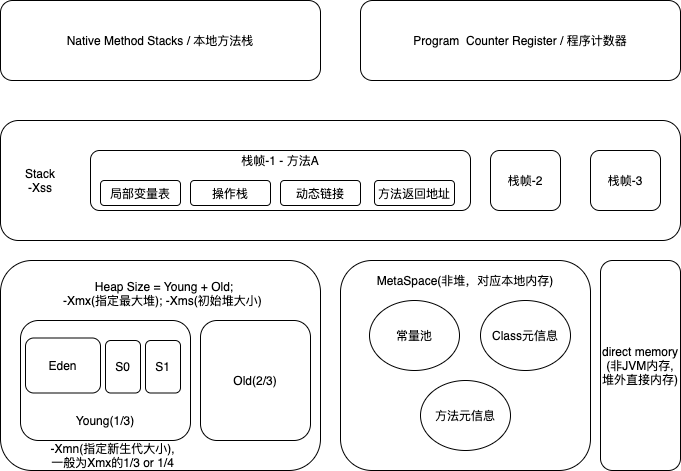 Native Method Stacks / 本地方法栈
Program Counter Register / 程序计数器
Stack
-Xss
栈帧-1 - 方法A
局部变量表
操作栈
动态链接
方法返回地址
栈帧-2
栈帧-3
Heap Size = Young + Old;
-Xmx(指定最大堆); -Xms(初始堆大小)
Eden
S0
S1
Young(1/3)
Old(2/3)
-Xmn(指定新生代大小),
一般为Xmx的1/3 or 1/4
MetaSpace(非堆，对应本地内存)
常量池
Class元信息
方法元信息
direct memory
(非JVM内存,
堆外直接内存)